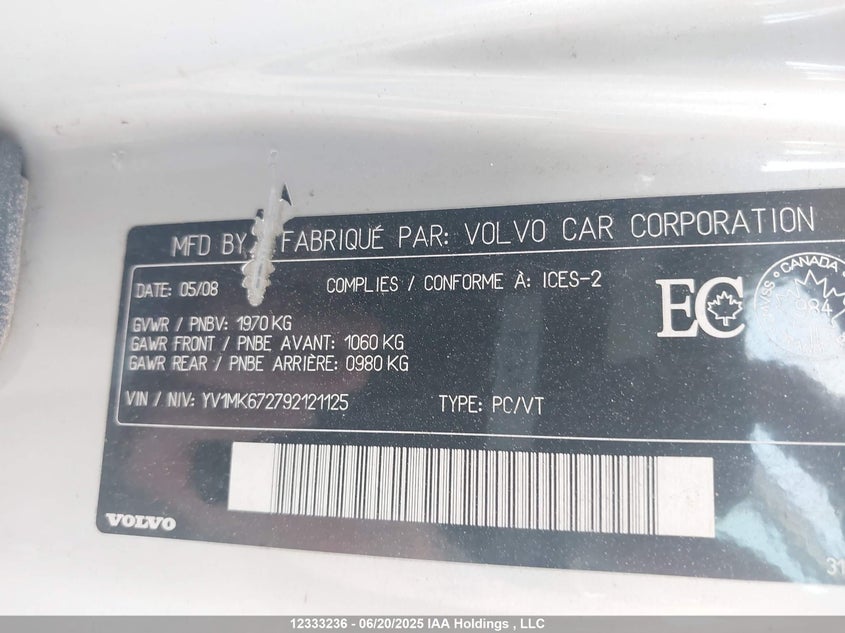 MFD BY / FABRIQUÉ PAR: VOLVO CAR CORPORATION
DATE: 05/08
COMPLIES / CONFORME À: ICES-2
EC
CANADA
GVWR / PNBV: 1970 KG
GAWR FRONT / PNBE AVANT: 1060 KG
GAWR REAR / PNBE ARRIÈRE: 0980 KG
VIN / NIV: YV1MK672792121125
TYPE: PC/VT
VOLVO
31
12333236 - 06/20/2025 IAA Holdings , LLC